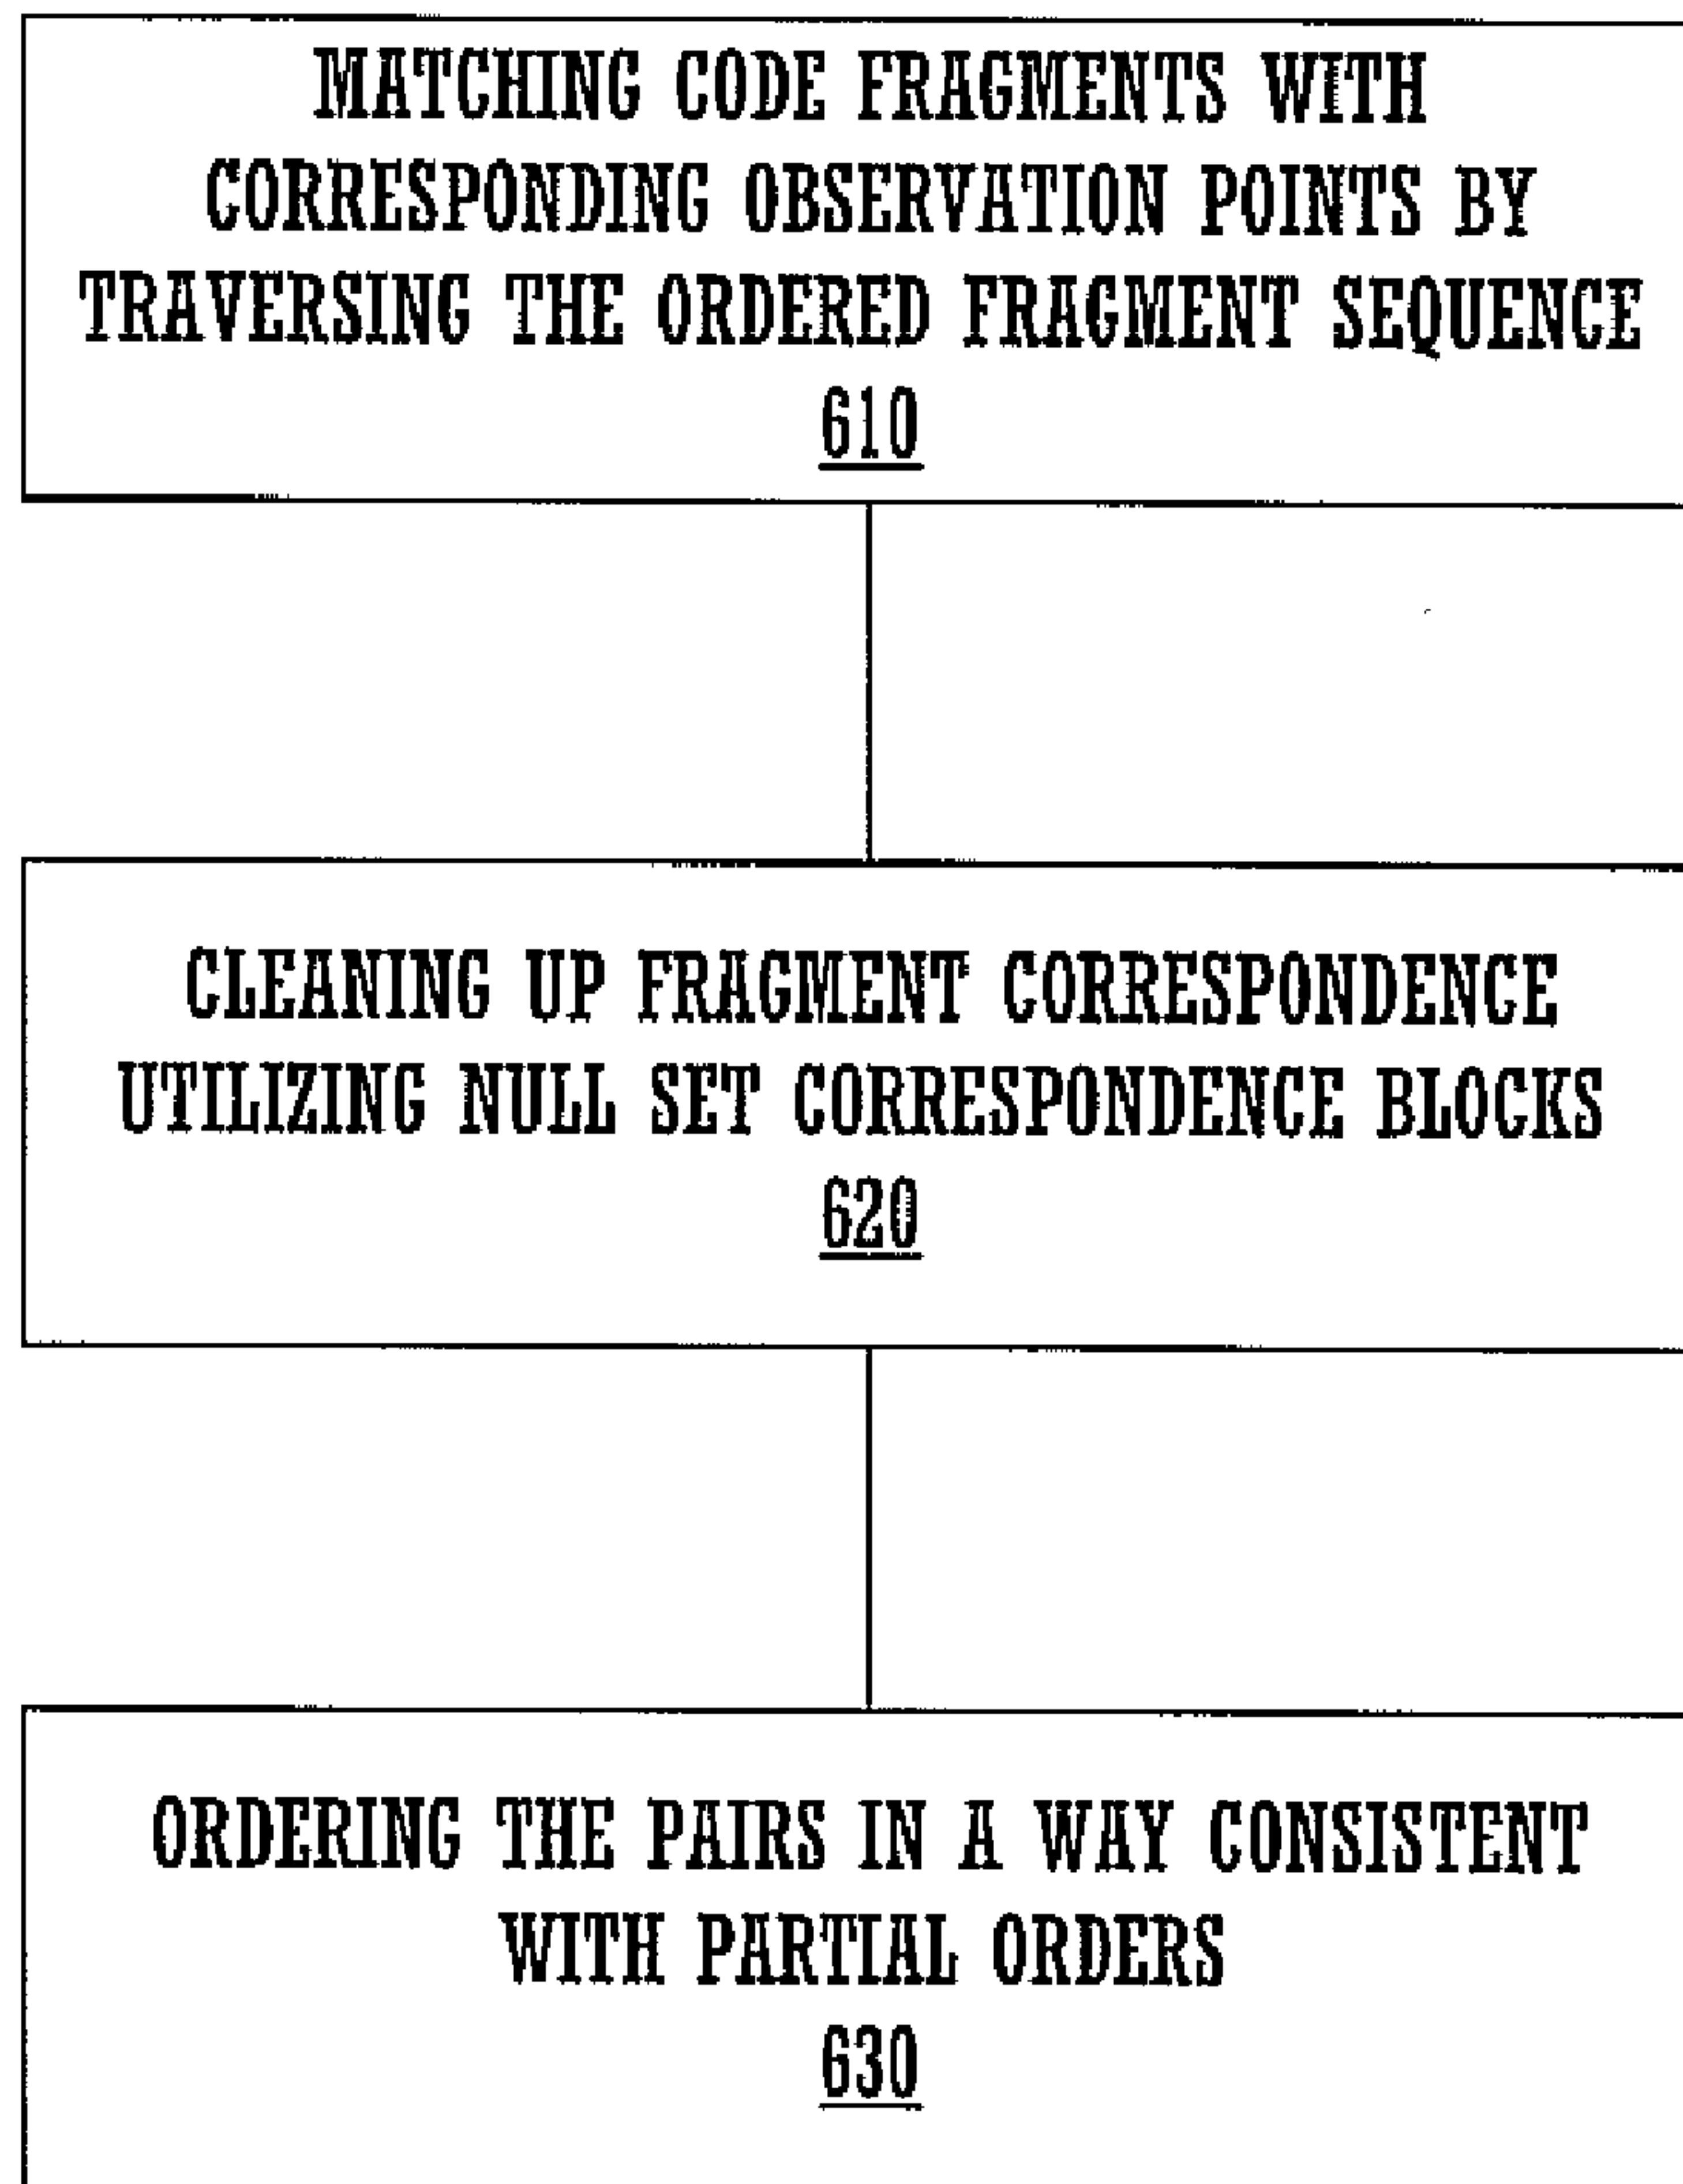 MATCHING CODE FRAGMENTS WITH
CORRESPONDING OBSERVATION POINTS BY
TRAVERSING THE ORDERED FRAGMENT SEQUENCE
610
CLEANING UP FRAGMENT CORRESPONDENCE
UTILIZING NULL SET CORRESPONDENCE BLOCKS
620
ORDERING THE PAIRS IN A WAY CONSISTENT
WITH PARTIAL ORDERS
630